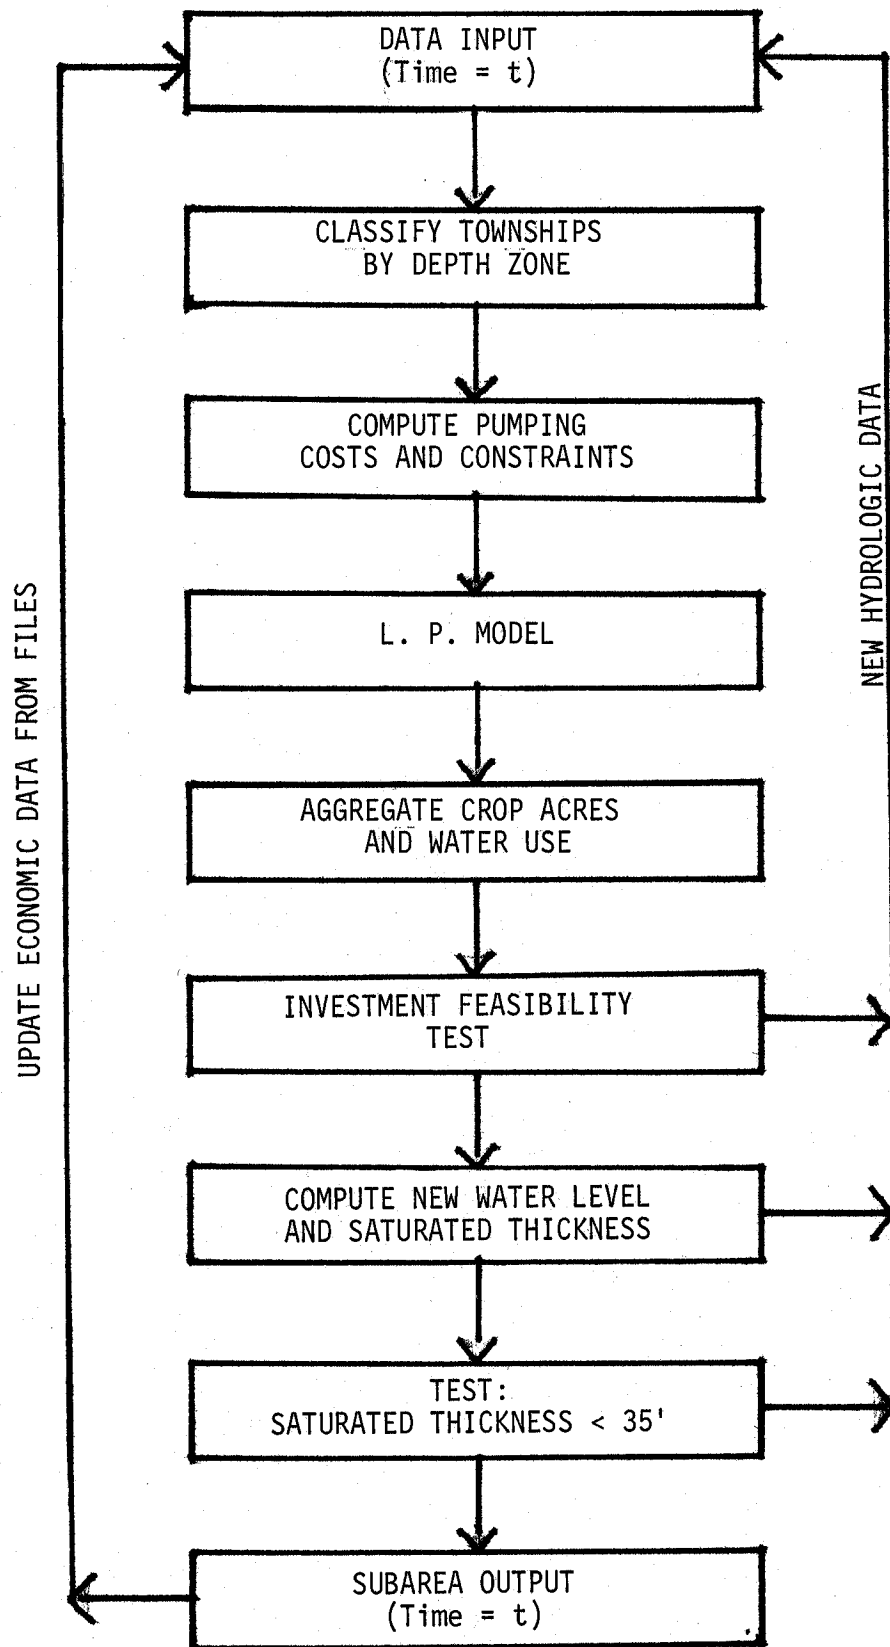 DATA INPUT
(Time = t)
CLASSIFY TOWNSHIPS
BY DEPTH ZONE
COMPUTE PUMPING
COSTS AND CONSTRAINTS
L. P. MODEL
AGGREGATE CROP ACRES
AND WATER USE
INVESTMENT FEASIBILITY
TEST
COMPUTE NEW WATER LEVEL
AND SATURATED THICKNESS
TEST:
SATURATED THICKNESS < 35'
SUBAREA OUTPUT
(Time = t)
UPDATE ECONOMIC DATA FROM FILES
NEW HYDROLOGIC DATA